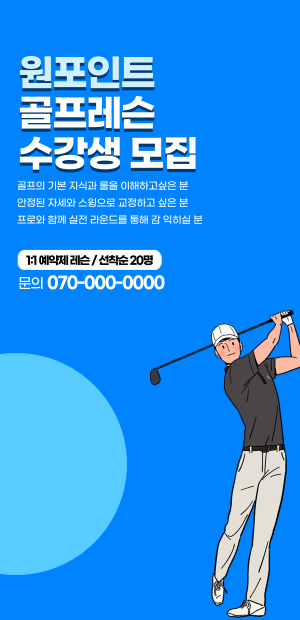 원포인트
골프레슨
수강생 모집
골프의 기본 지식과 룰을 이해하고싶은 분
안정된 자세와 스윙으로 교정하고 싶은 분
프로와 함께 실전 라운드를 통해 감 익히실 분
1:1 예약제 레슨 / 선착순 20명
문의 070-000-0000